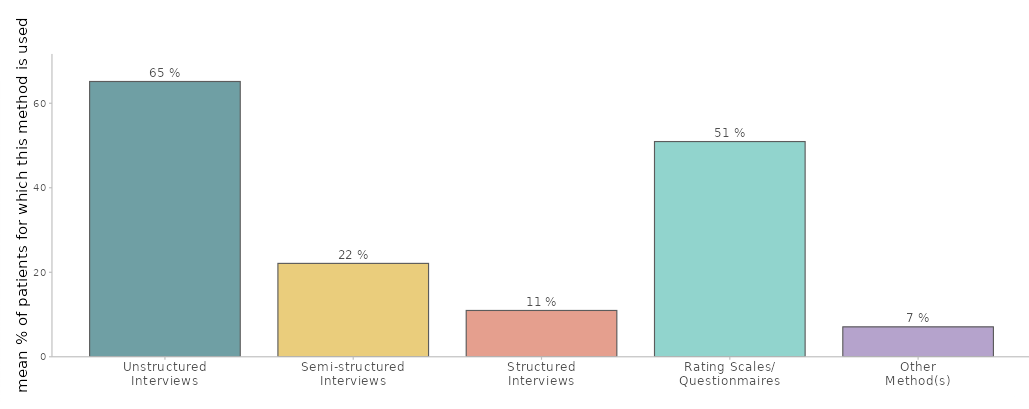 mean % of patients for which this method is used
65 %
22 %
11 %
51 %
7 %
60
40
20
0
Unstructured
Interviews
Semi-structured
Interviews
Structured
Interviews
Rating Scales/
Questionnaires
Other
Method(s)